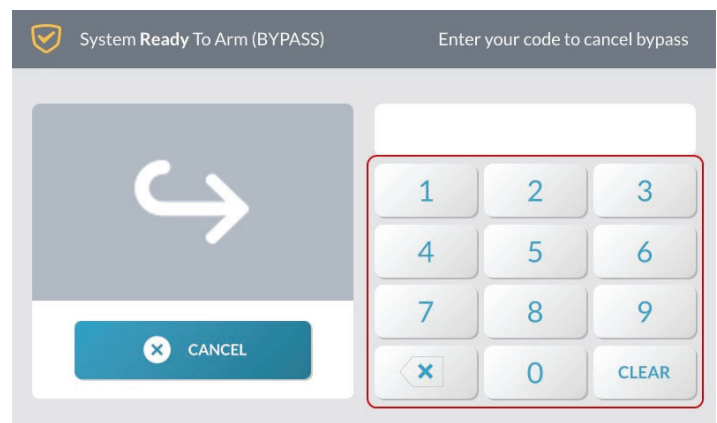 System Ready To Arm (BYPASS)
Enter your code to cancel bypass
1 2 3
4 5 6
7 8 9
0 CLEAR
CANCEL